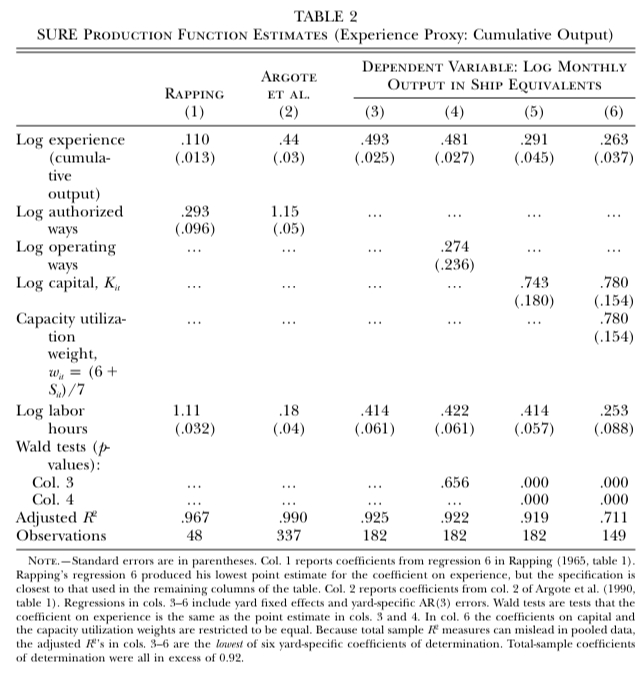 TABLE 2
SURE PRODUCTION FUNCTION ESTIMATES (Experience Proxy: Cumulative Output)
RAPPING (1) ARGOTE ET AL. (2) DEPENDENT VARIABLE: LOG MONTHLY OUTPUT IN SHIP EQUIVALENTS
(3) (4) (5) (6)
Log experience .110 .44 .493 .481 .291 .263
(cumula- (.013) (.03) (.025) (.027) (.045) (.037)
tive
output)
Log authorized .293 1.15 ... ... ... ...
ways (.096) (.05)
Log operating ... ... ... .274 ... ...
ways (.236)
Log capital, Kit ... ... ... ... .743 .780
(.180) (.154)
Capacity utiliza- ... ... ... ... ... .780
tion (.154)
weight,
wit = (6 +
Sit)/7
Log labor 1.11 .18 .414 .422 .414 .253
hours (.032) (.04) (.061) (.061) (.057) (.088)
Wald tests (p-
values):
Col. 3 ... ... ... .656 .000 .000
Col. 4 ... ... ... ... .000 .000
Adjusted R² .967 .990 .925 .922 .919 .711
Observations 48 337 182 182 182 149
NOTE.—Standard errors are in parentheses. Col. 1 reports coefficients from regression 6 in Rapping (1965, table 1).
Rapping's regression 6 produced his lowest point estimate for the coefficient on experience, but the specification is
closest to that used in the remaining columns of the table. Col. 2 reports coefficients from col. 2 of Argote et al. (1990,
table 1). Regressions in cols. 3–6 include yard fixed effects and yard-specific AR(3) errors. Wald tests are tests that the
coefficient on experience is the same as the point estimate in cols. 3 and 4. In col. 6 the coefficients on capital and
the capacity utilization weights are restricted to be equal. Because total sample R² measures can mislead in pooled data,
the adjusted R²'s in cols. 3–6 are the lowest of six yard-specific coefficients of determination. Total-sample coefficients
of determination were all in excess of 0.92.